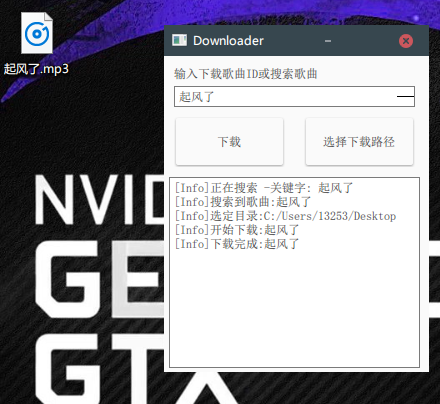 起风了.mp3
Downloader
输入下载歌曲ID或搜索歌曲
起风了
下载
选择下载路径
[Info]正在搜索 -关键字: 起风了
[Info]搜索到歌曲:起风了
[Info]选定目录:C:/Users/13253/Desktop
[Info]开始下载:起风了
[Info]下载完成:起风了
NVID
GE
GTX